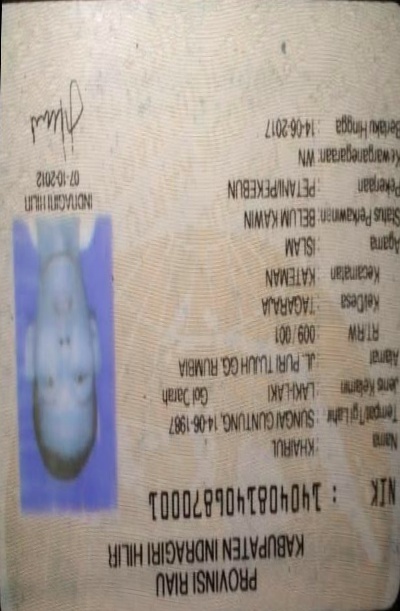 PROVINSI RIAU
KABUPATEN INDRAGIRI HILIR
NIK : 1404081406870001
Nama : KHAIRUL
Tempat/Tgl Lahir : SUNGAI GUNTUNG, 14-06-1987
Jenis Kelamin : LAKI-LAKI Gol Darah
Alamat : JL. PURI TUJUH GG. RUMBIA
RT/RW : 009/001
Kel/Desa : TAGARAJA
Kecamatan : KATEMAN
Agama : ISLAM
Status Perkawinan: BELUM KAWIN
Pekerjaan : PETANI/PEKEBUN
Kewarganegaraan: WNI
Berlaku Hingga : 14-06-2017
INDRAGIRI HILIR
07-10-2012